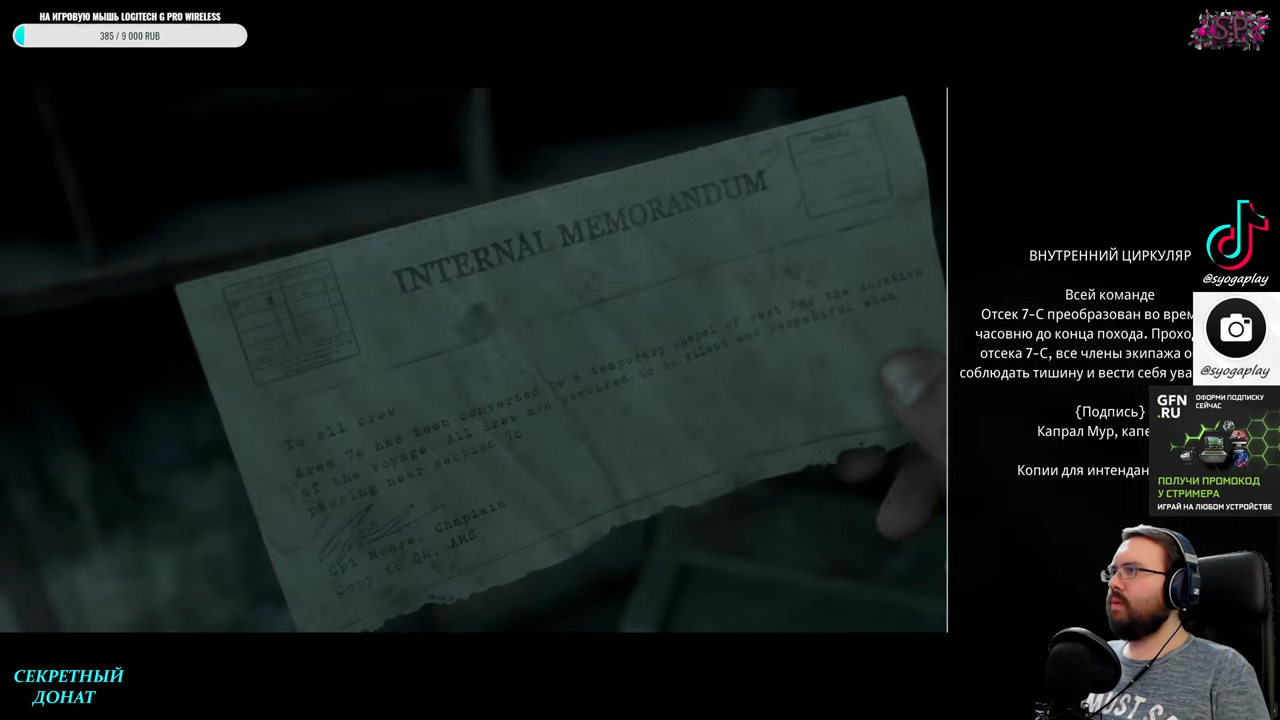 НА ИГРОВУЮ МЫШЬ LOGITECH G PRO WIRELESS
385 / 9 000 RUB
SP
INTERNAL MEMORANDUM
To all crew
Area 7c has been converted to a temporary chapel of rest For the duration
of the voyage. All crew are required to be silent and respectful when
passing near section 7c.
Cpl Moore, Chaplain
Copy to QM, AMS
ВНУТРЕННИЙ ЦИРКУЛЯР
Всей команде
Отсек 7-С преобразован во врем
часовню до конца похода. Прохо
отсека 7-С, все члены экипажа о
соблюдать тишину и вести себя ува
{Подпись}
Капрал Мур, капе
Копии для интендан
@syogaplay
@syogaplay
GFN
.RU
ОФОРМИ ПОДПИСКУ
СЕЙЧАС
ПОЛУЧИ ПРОМОКОД
У СТРИМЕРА
ИГРАЙ НА ЛЮБОМ УСТРОЙСТВЕ
СЕКРЕТНЫЙ
ДОНАТ
MUST